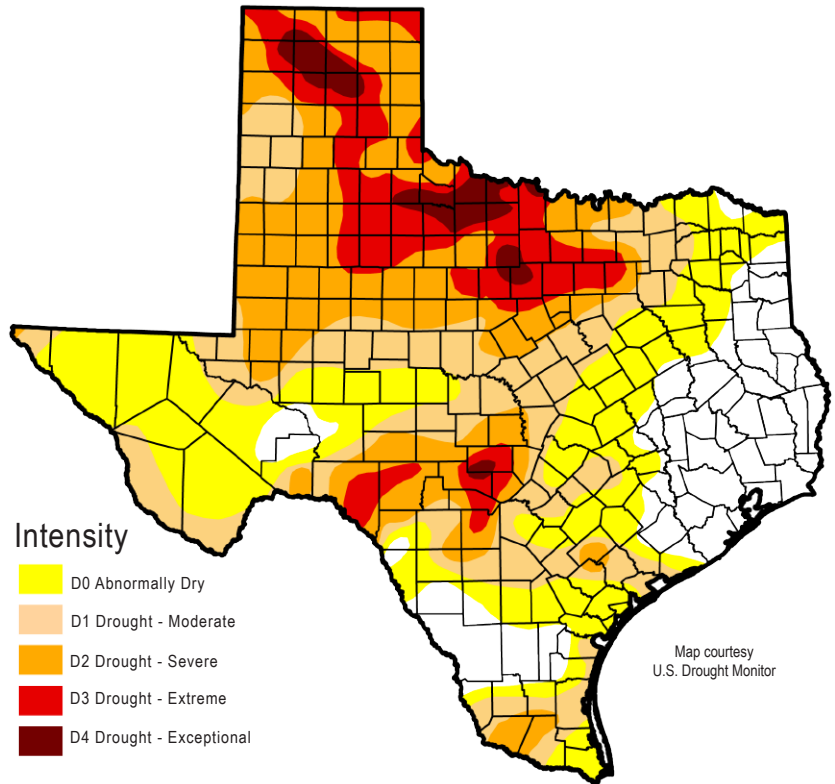 Intensity
D0 Abnormally Dry
D1 Drought - Moderate
D2 Drought - Severe
D3 Drought - Extreme
D4 Drought - Exceptional
Map courtesy
U.S. Drought Monitor